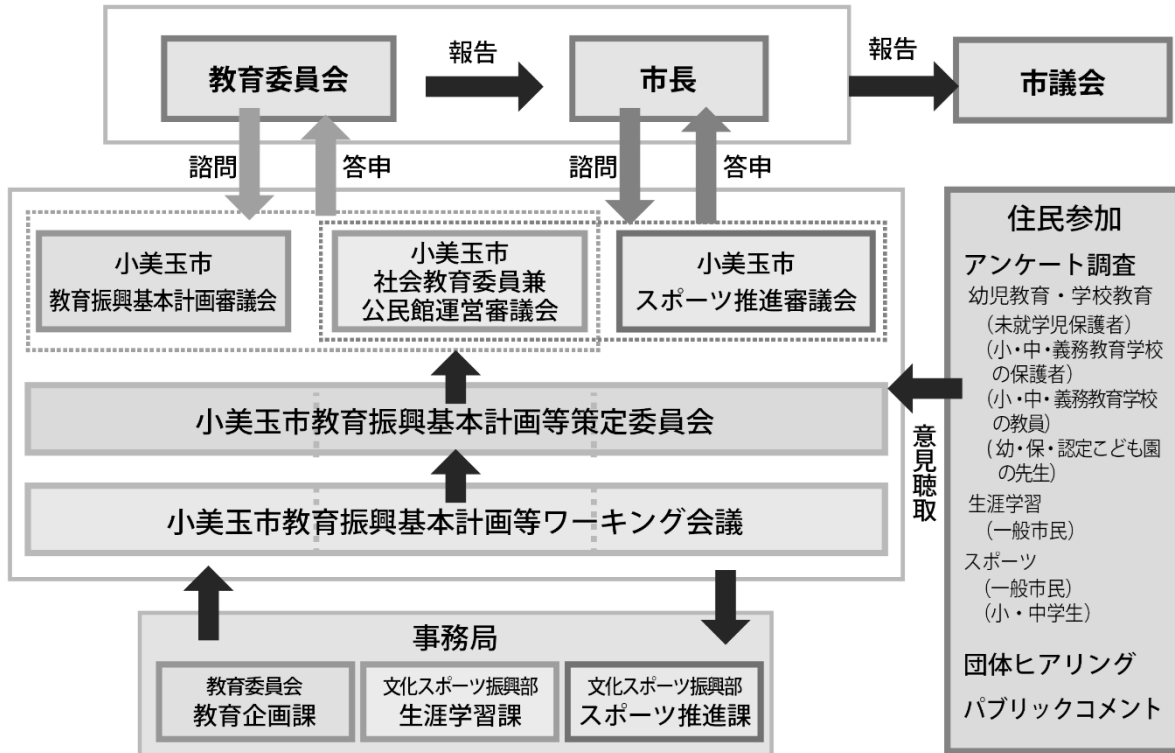 教育委員会
報告
市長
報告
市議会
諮問
答申
諮問
答申
小美玉市
教育振興基本計画審議会
小美玉市
社会教育委員兼
公民館運営審議会
小美玉市
スポーツ推進審議会
小美玉市教育振興基本計画等策定委員会
小美玉市教育振興基本計画等ワーキング会議
事務局
教育委員会
教育企画課
文化スポーツ振興部
生涯学習課
文化スポーツ振興部
スポーツ推進課
意見聴取
住民参加
アンケート調査
幼児教育・学校教育
(未就学児保護者)
(小・中・義務教育学校
の保護者)
(小・中・義務教育学校
の教員)
(幼・保・認定こども園
の先生)
生涯学習
(一般市民)
スポーツ
(一般市民)
(小・中学生)
団体ヒアリング
パブリックコメント